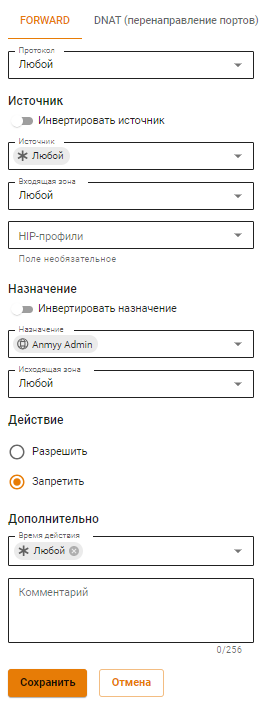 FORWARD DNAT (перенаправление портов)
Протокол
Любой
Источник
Инвертировать источник
Источник
Любой
Входящая зона
Любой
HIP-профили
Поле необязательное
Назначение
Инвертировать назначение
Назначение
Anmyy Admin
Исходящая зона
Любой
Действие
Разрешить
Запретить
Дополнительно
Время действия
Любой
Комментарий
0/256
Сохранить Отмена